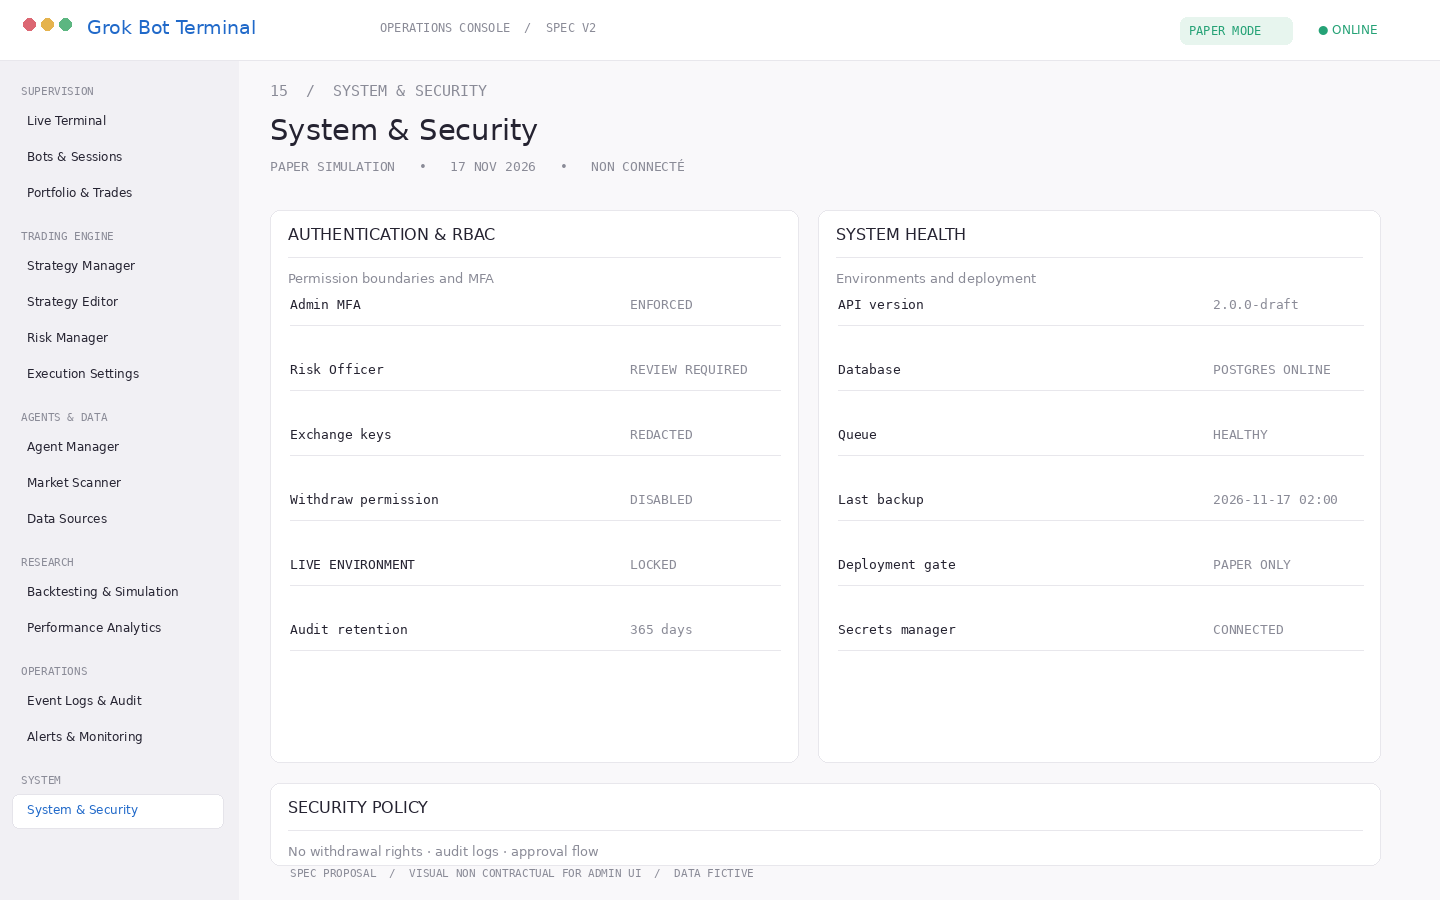 Grok Bot Terminal
OPERATIONS CONSOLE / SPEC V2
PAPER MODE
● ONLINE
SUPERVISION
Live Terminal
Bots & Sessions
Portfolio & Trades
TRADING ENGINE
Strategy Manager
Strategy Editor
Risk Manager
Execution Settings
AGENTS & DATA
Agent Manager
Market Scanner
Data Sources
RESEARCH
Backtesting & Simulation
Performance Analytics
OPERATIONS
Event Logs & Audit
Alerts & Monitoring
SYSTEM
System & Security
15 / SYSTEM & SECURITY
System & Security
PAPER SIMULATION • 17 NOV 2026 • NON CONNECTÉ
AUTHENTICATION & RBAC
Permission boundaries and MFA
Admin MFA ENFORCED
Risk Officer REVIEW REQUIRED
Exchange keys REDACTED
Withdraw permission DISABLED
LIVE ENVIRONMENT LOCKED
Audit retention 365 days
SYSTEM HEALTH
Environments and deployment
API version 2.0.0-draft
Database POSTGRES ONLINE
Queue HEALTHY
Last backup 2026-11-17 02:00
Deployment gate PAPER ONLY
Secrets manager CONNECTED
SECURITY POLICY
No withdrawal rights · audit logs · approval flow
SPEC PROPOSAL / VISUAL NON CONTRACTUAL FOR ADMIN UI / DATA FICTIVE